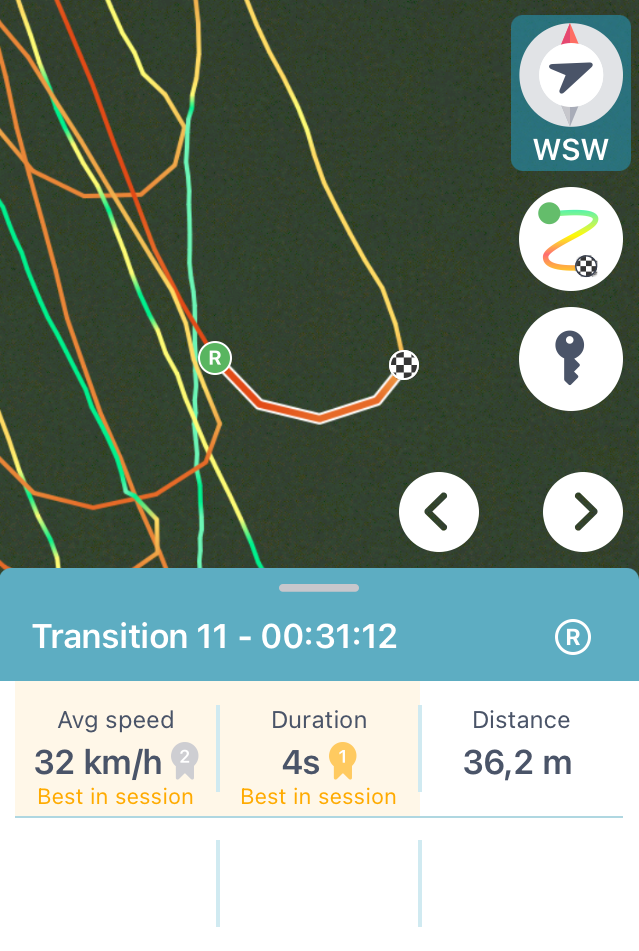 WSW
R
Transition 11 - 00:31:12
R
Avg speed
Duration
Distance
32 km/h 2
4s 1
36,2 m
Best in session
Best in session